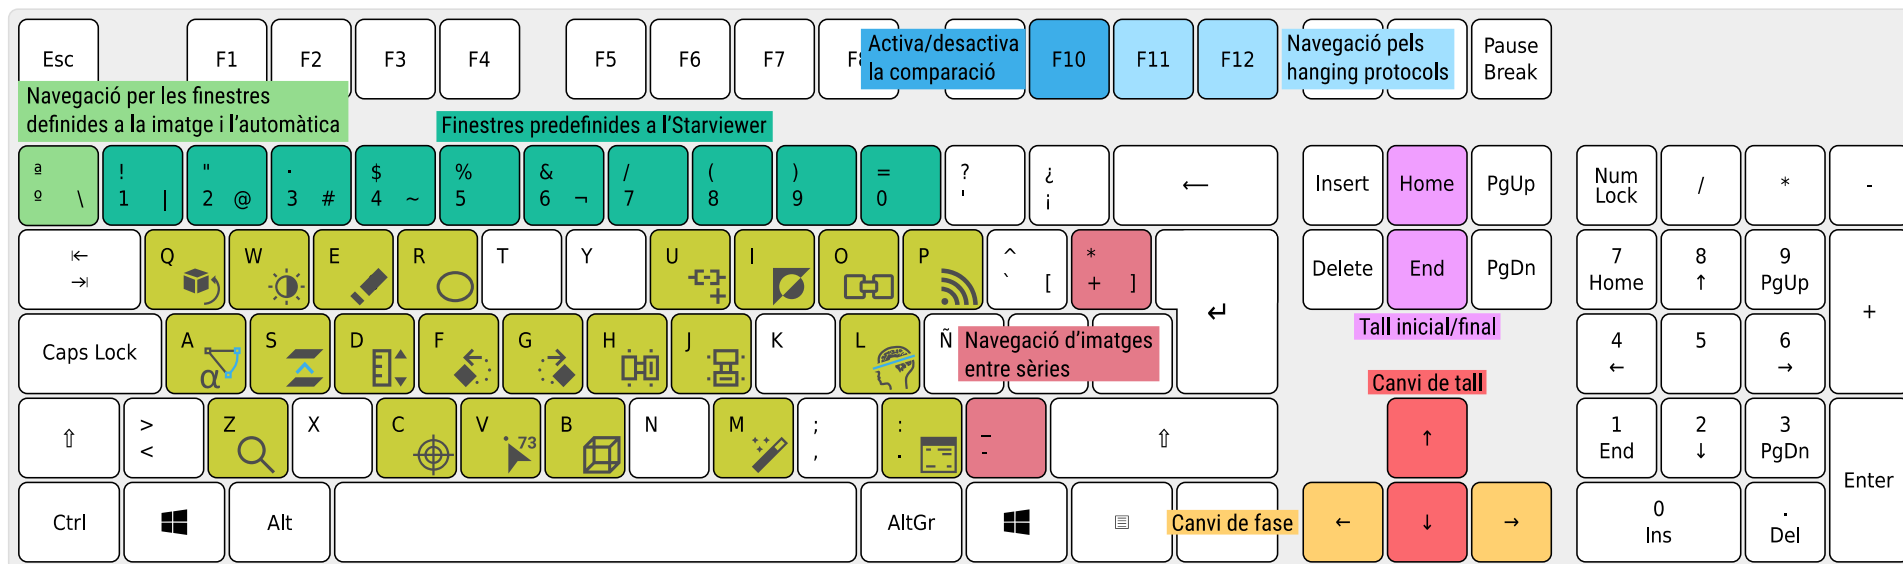 Esc F1 F2 F3 F4 F5 F6 F7 F10 F11 F12 Pause
Break
Activa/desactiva
la comparació
Navegació pels
hanging protocols
Navegació per les finestres
definides a la imatge i l'automàtica
Finestres predefinides a l'Starviewer
ª ! " · $ % & / ( ) = ? ¿
º \ 1 | 2 @ 3 # 4 ~ 5 6 ¬ 7 8 9 0 ' ¡ ←
Insert Home PgUp
Num
Lock / * -
⇤
⇥ Q W E R T Y U I O P ^
` [ *
+ ] ↵
Delete End PgDn
7
Home 8
↑ 9
PgUp +
Tall inicial/final
Caps Lock A α S D F G H J K L Ñ
Navegació d'imatges
entre sèries
4
← 5 6
→
Canvi de tall
⇧ >
< Z X C V 73 B N M ;
, :
. _
- ⇧
↑
1
End 2
↓ 3
PgDn Enter
Ctrl Alt AltGr
Canvi de fase
← ↓ →
0
Ins .
Del